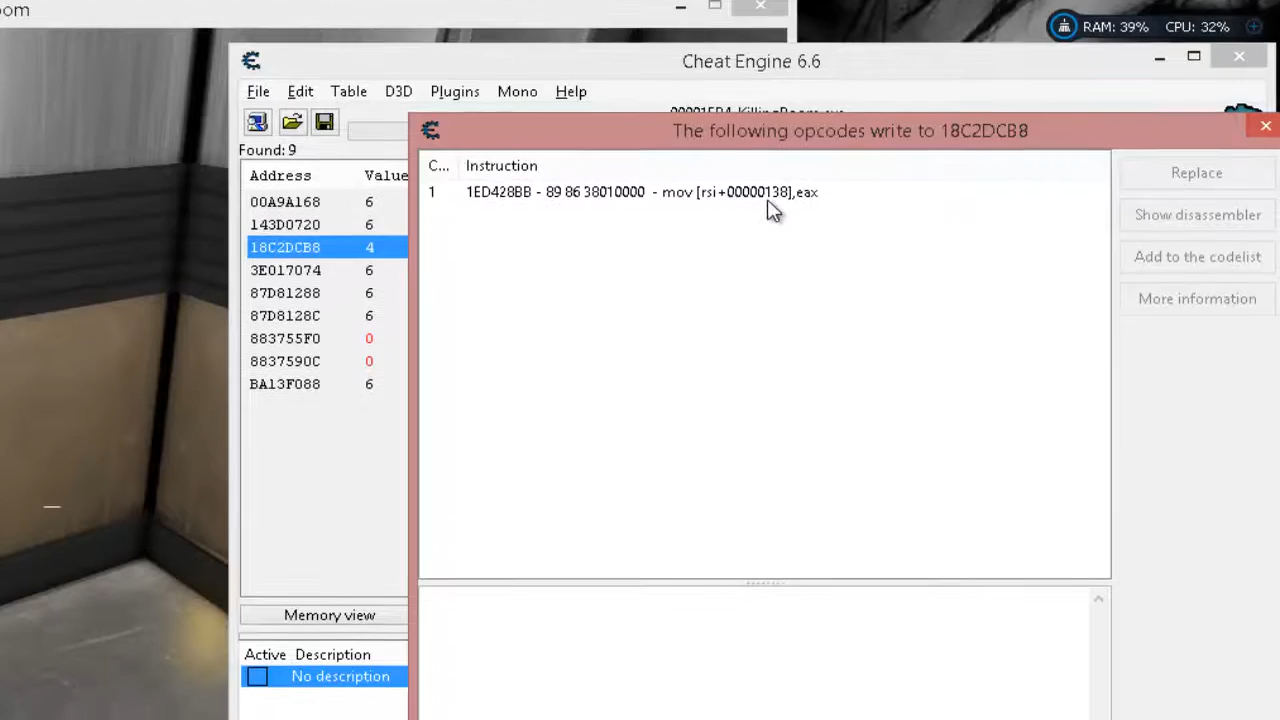 oom
RAM: 39% CPU: 32%
Cheat Engine 6.6
File Edit Table D3D Plugins Mono Help
The following opcodes write to 18C2DCB8
Found: 9
Address Value
00A9A168 6
143D0720 6
18C2DCB8 4
3E017074 6
87D81288 6
87D8128C 6
883755F0 0
8837590C 0
BA13F088 6
Memory view
Active Description
No description
C... Instruction
1 1ED428BB - 89 86 38010000 - mov [rsi+00000138],eax
Replace
Show disassembler
Add to the codelist
More information